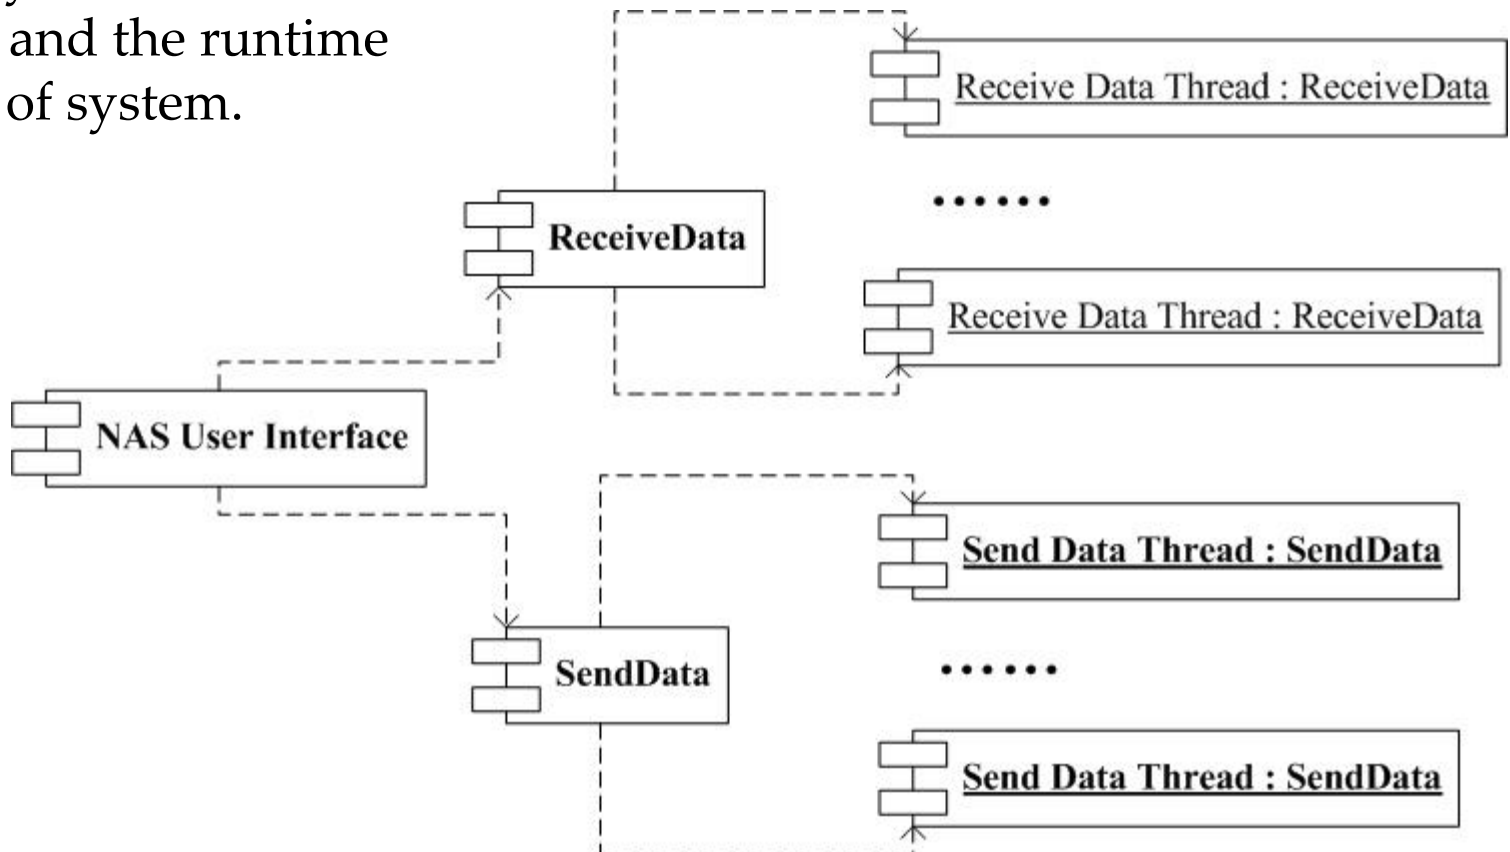 and the runtime
of system.
Receive Data Thread : ReceiveData
......
ReceiveData
Receive Data Thread : ReceiveData
NAS User Interface
Send Data Thread : SendData
......
SendData
Send Data Thread : SendData